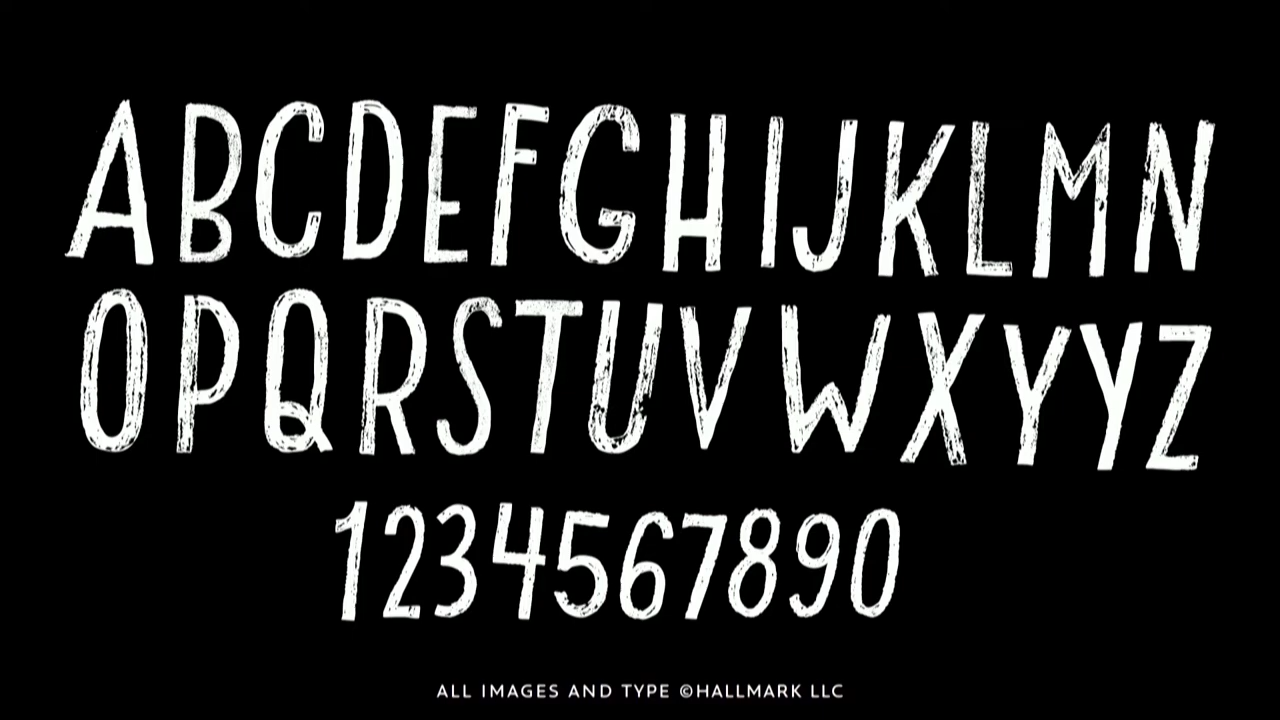 ABCDEFGHIJKLMN
OPQRSTUVWXYYZ
1234567890
ALL IMAGES AND TYPE ©HALLMARK LLC